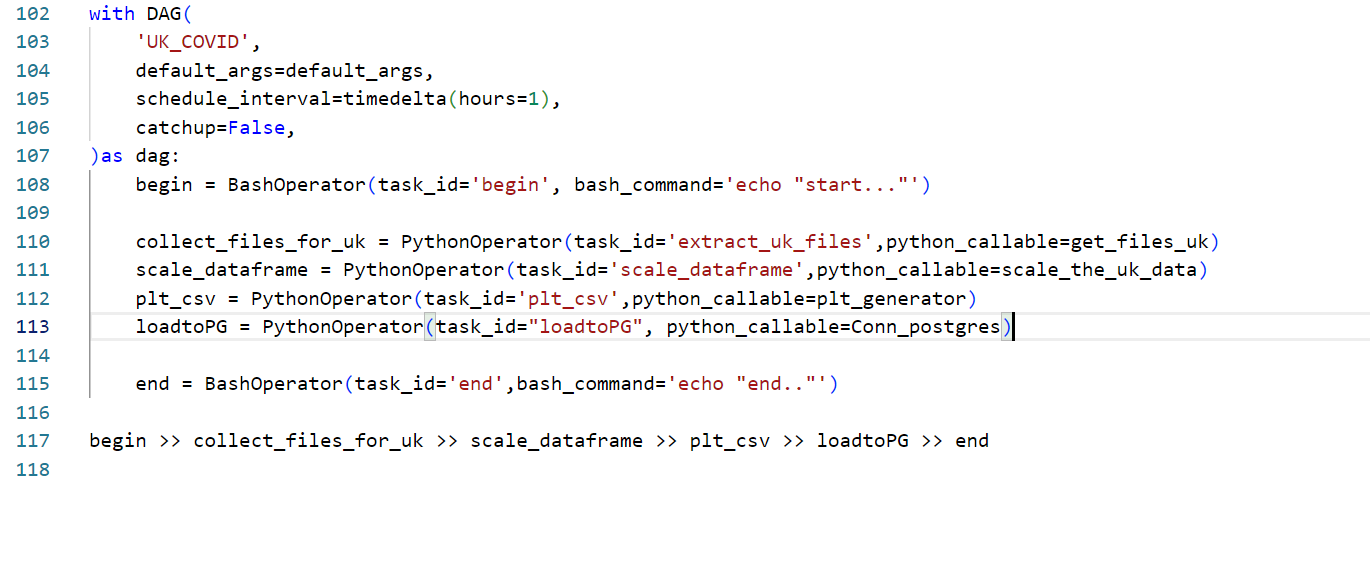 102 with DAG(
103     'UK_COVID',
104     default_args=default_args,
105     schedule_interval=timedelta(hours=1),
106     catchup=False,
107 )as dag:
108     begin = BashOperator(task_id='begin', bash_command='echo "start..."')
109
110     collect_files_for_uk = PythonOperator(task_id='extract_uk_files',python_callable=get_files_uk)
111     scale_dataframe = PythonOperator(task_id='scale_dataframe',python_callable=scale_the_uk_data)
112     plt_csv = PythonOperator(task_id='plt_csv',python_callable=plt_generator)
113     loadtoPG = PythonOperator(task_id="loadtoPG", python_callable=Conn_postgres)
114
115     end = BashOperator(task_id='end',bash_command='echo "end.."')
116
117 begin >> collect_files_for_uk >> scale_dataframe >> plt_csv >> loadtoPG >> end
118